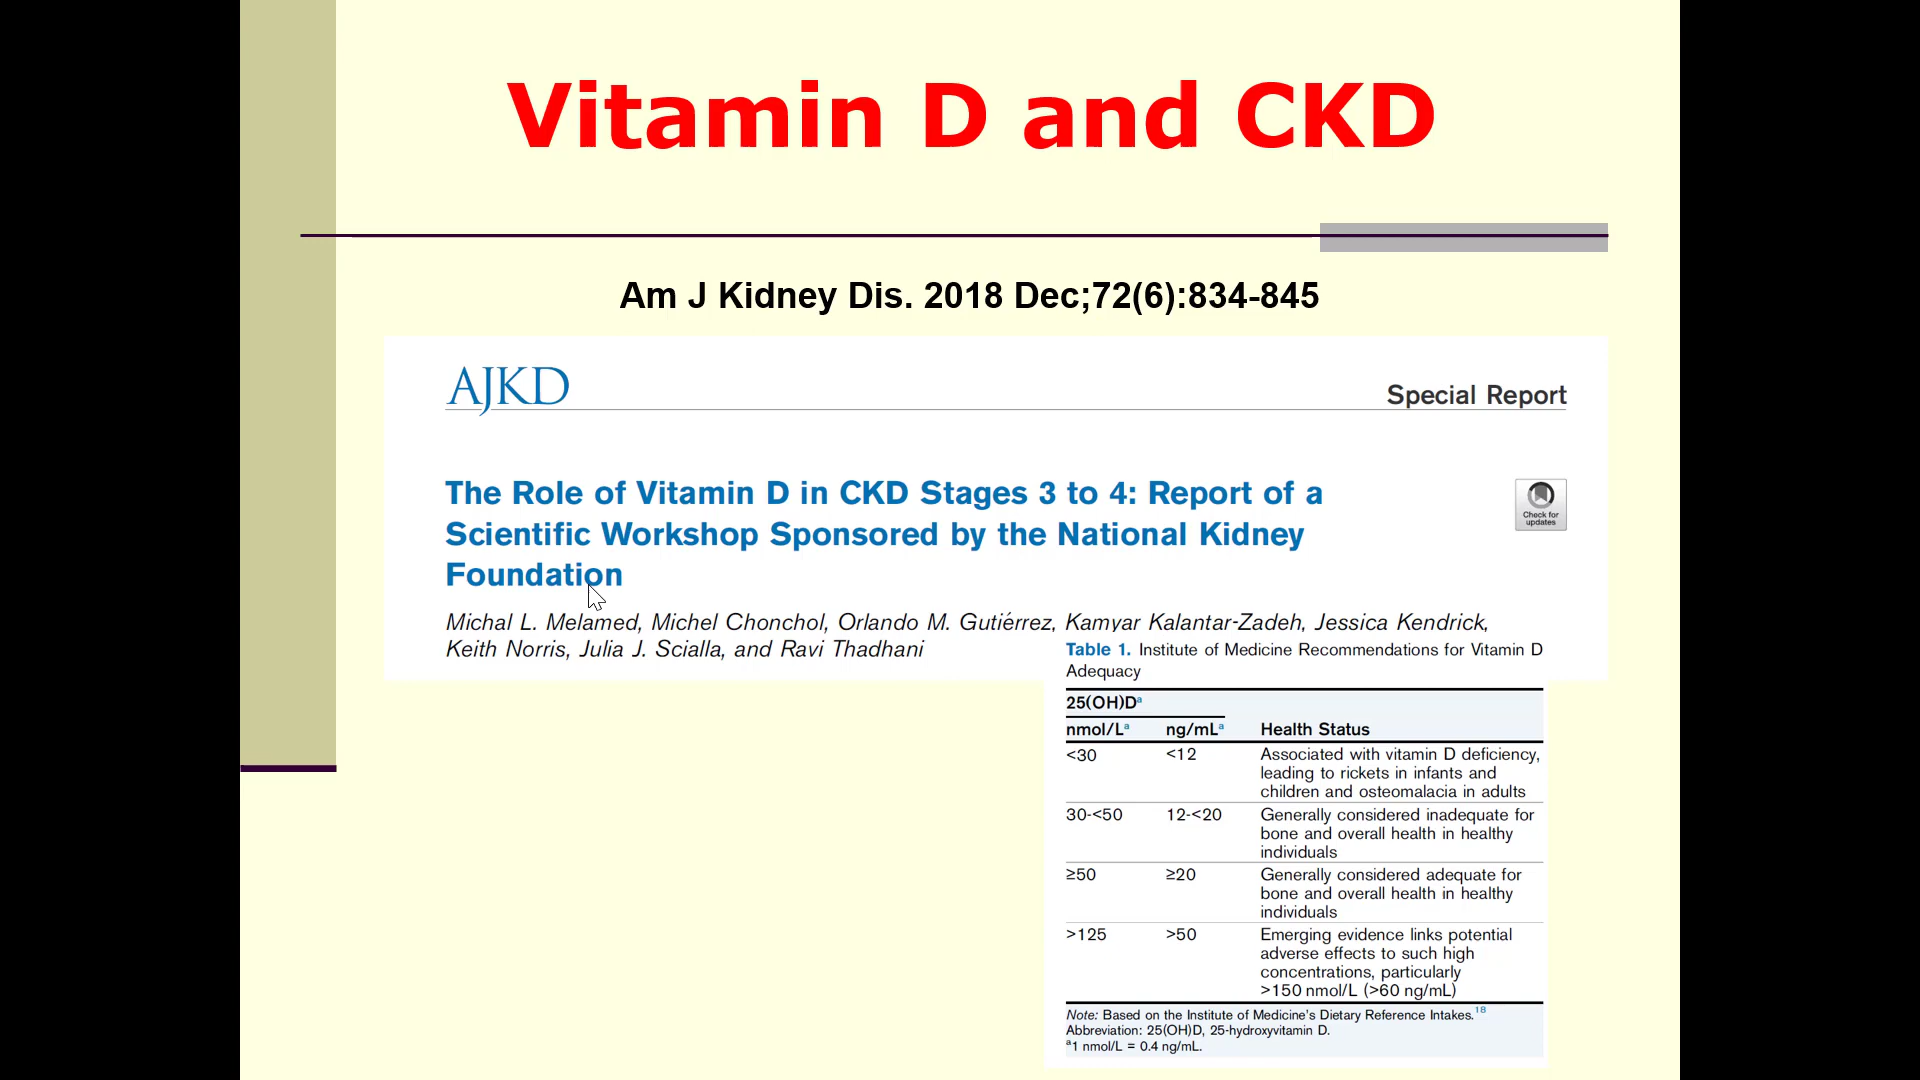 Vitamin D and CKD
Am J Kidney Dis. 2018 Dec;72(6):834-845
AJKD
Special Report
The Role of Vitamin D in CKD Stages 3 to 4: Report of a
Scientific Workshop Sponsored by the National Kidney
Foundation
Check for
updates
Michal L. Melamed, Michel Chonchol, Orlando M. Gutiérrez, Kamyar Kalantar-Zadeh, Jessica Kendrick,
Keith Norris, Julia J. Scialla, and Ravi Thadhani
Table 1. Institute of Medicine Recommendations for Vitamin D
Adequacy
25(OH)Dª
nmol/Lª ng/mLª Health Status
<30 <12 Associated with vitamin D deficiency,
leading to rickets in infants and
children and osteomalacia in adults
30-<50 12-<20 Generally considered inadequate for
bone and overall health in healthy
individuals
≥50 ≥20 Generally considered adequate for
bone and overall health in healthy
individuals
>125 >50 Emerging evidence links potential
adverse effects to such high
concentrations, particularly
>150 nmol/L (>60 ng/mL)
Note: Based on the Institute of Medicine's Dietary Reference Intakes.¹⁸
Abbreviation: 25(OH)D, 25-hydroxyvitamin D.
ª1 nmol/L = 0.4 ng/mL.